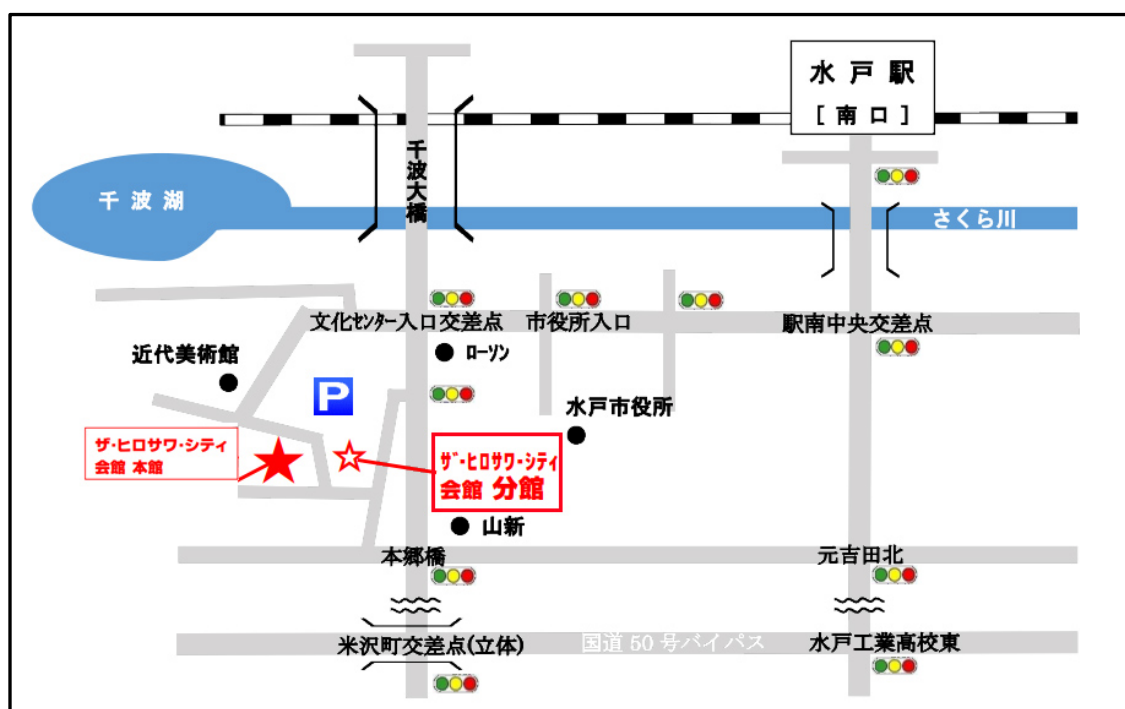 水戸駅
[南口]
千波大橋
千波湖
さくら川
文化センター入口交差点
市役所入口
駅南中央交差点
ローソン
近代美術館
P
水戸市役所
ザ・ヒロサワ・シティ
会館 本館
ザ・ヒロサワ・シティ
会館 分館
山新
本郷橋
元吉田北
米沢町交差点(立体)
国道50号バイパス
水戸工業高校東